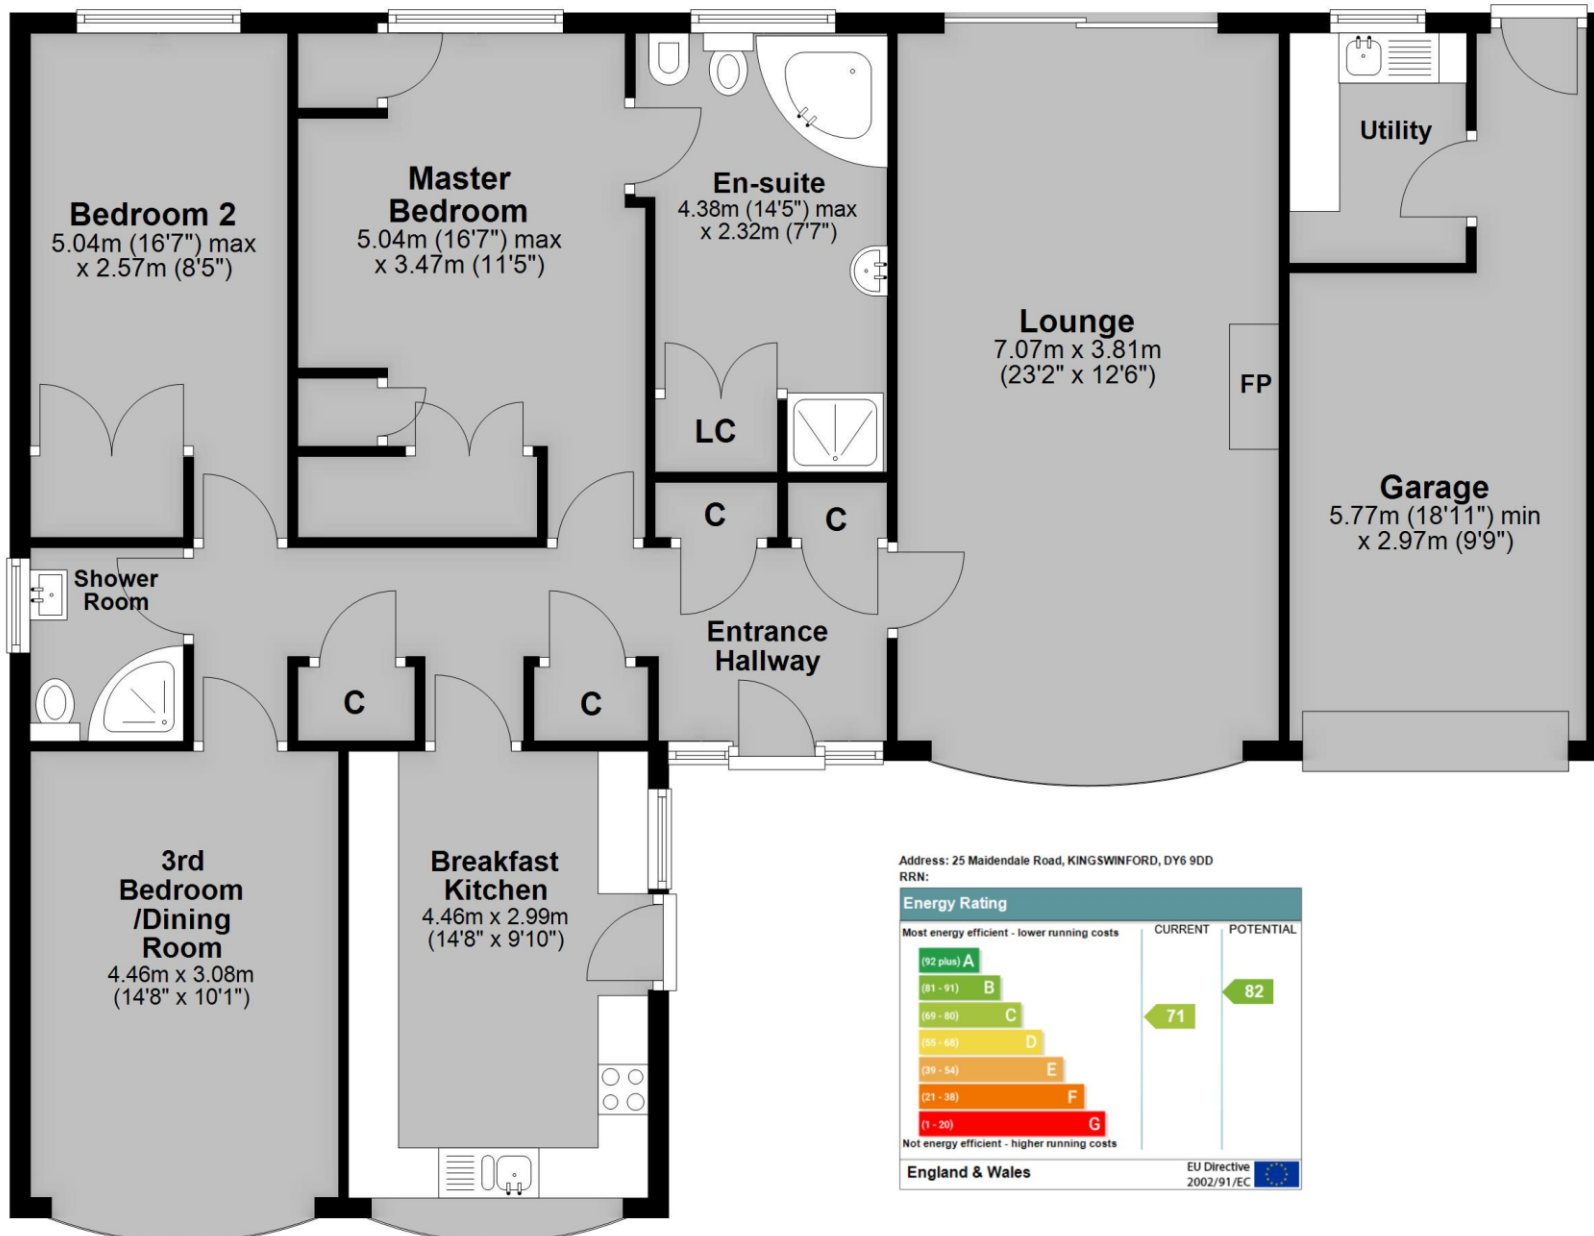 Bedroom 2
5.04m (16'7") max
x 2.57m (8'5")
Master
Bedroom
5.04m (16'7") max
x 3.47m (11'5")
En-suite
4.38m (14'5") max
x 2.32m (7'7")
LC
Lounge
7.07m x 3.81m
(23'2" x 12'6")
FP
Utility
Garage
5.77m (18'11") min
x 2.97m (9'9")
C
C
Shower
Room
Entrance
Hallway
C
C
3rd
Bedroom
/Dining
Room
4.46m x 3.08m
(14'8" x 10'1")
Breakfast
Kitchen
4.46m x 2.99m
(14'8" x 9'10")
Address: 25 Maidendale Road, KINGSWINFORD, DY6 9DD
RRN:
Energy Rating
Most energy efficient - lower running costs
CURRENT
POTENTIAL
(92 plus) A
(81 - 91) B
(69 - 80) C
(55 - 68) D
(39 - 54) E
(21 - 38) F
(1 - 20) G
71
82
Not energy efficient - higher running costs
England & Wales
EU Directive
2002/91/EC